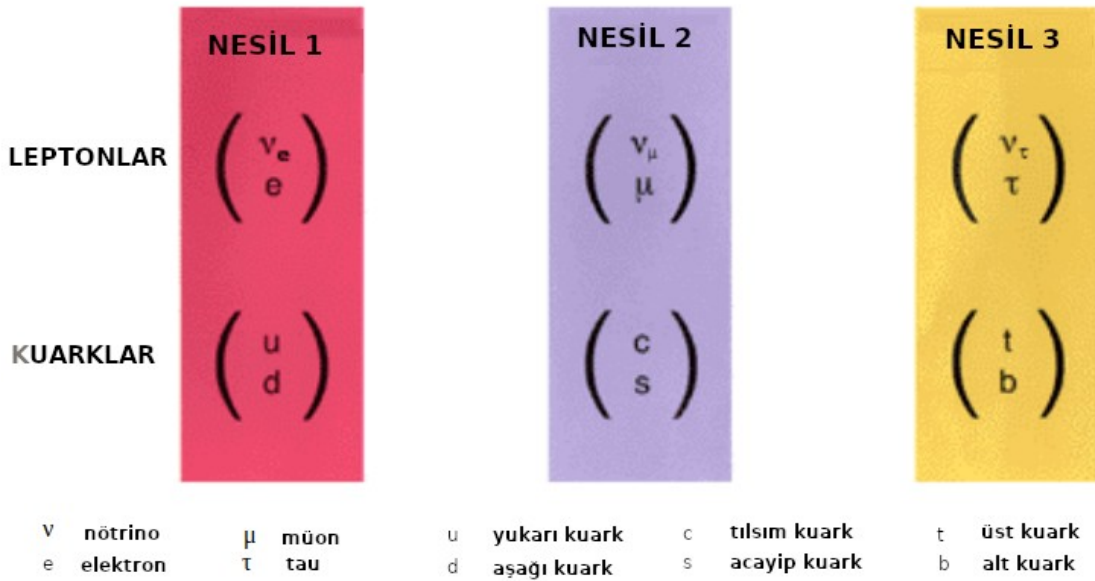 NESİL 1 NESİL 2 NESİL 3
LEPTONLAR
νe νμ ντ
e μ τ
KUARKLAR
u c t
d s b
ν nötrino μ müon u yukarı kuark c tılsım kuark t üst kuark
e elektron τ tau d aşağı kuark s acayip kuark b alt kuark